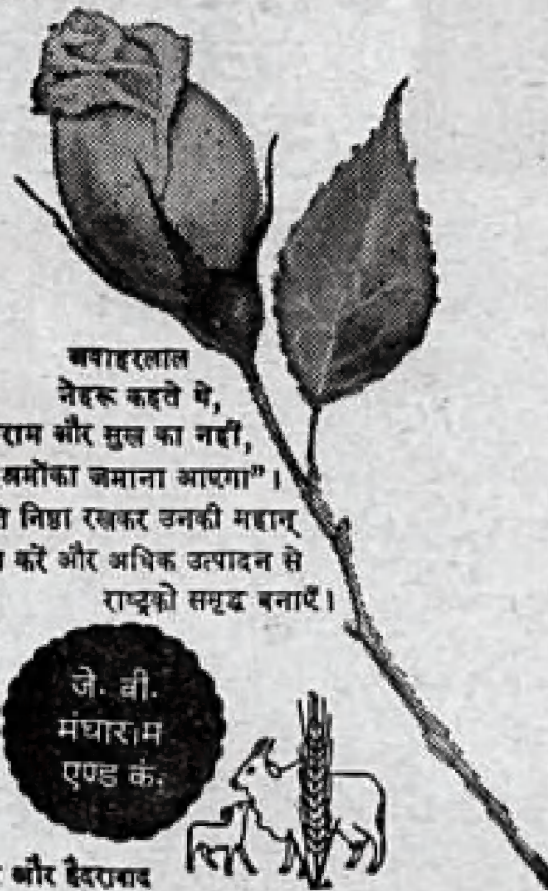 जवाहरलाल
नेहरू कहते थे,
राम और सुख का नहीं,
श्रमोंका जमाना आएगा”।
निष्ठा रखकर उनकी महान्
करें और अधिक उत्पादन से
राष्ट्रको समृद्ध बनाएँ।
जे. बी.
मंघाराम
एण्ड कं.
और हैदराबाद